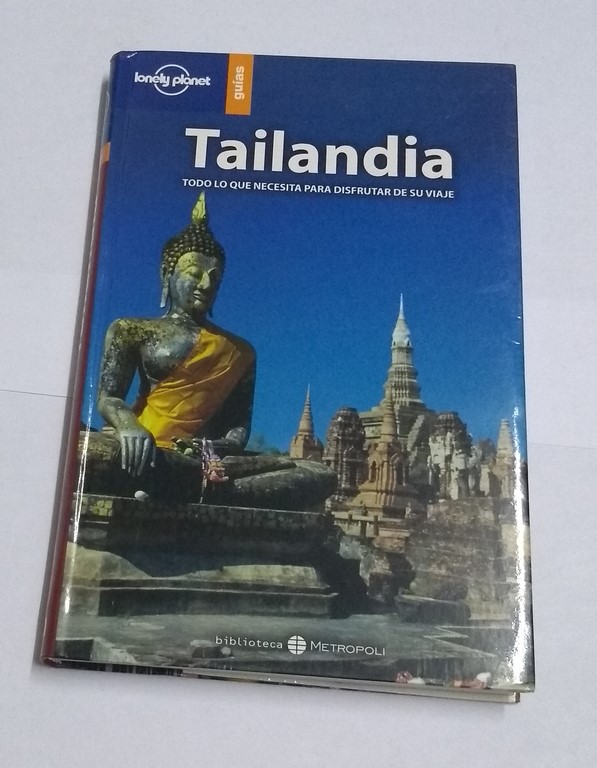 lonely planet
guías
Tailandia
TODO LO QUE NECESITA PARA DISFRUTAR DE SU VIAJE
biblioteca METROPOLI